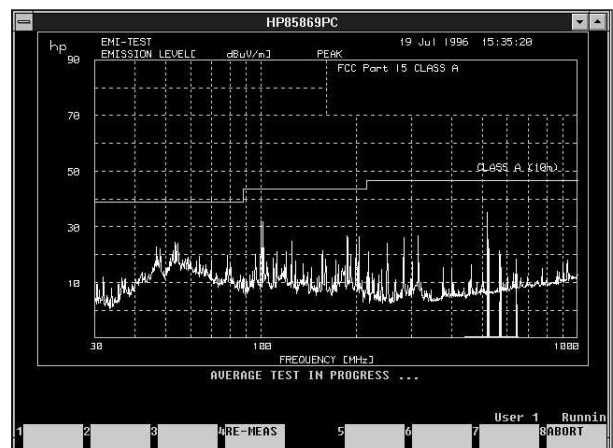 HP85869PC
hp
EMI-TEST 19 Jul 1996 15:35:20
EMISSION LEVEL[ dBuV/m] PEAK
90
FCC Part 15 CLASS A
70
50
CLASS A (10m)
30
10
30 100 1000
FREQUENCY [MHz]
AVERAGE TEST IN PROGRESS ...
User 1 Runnin
1 2 3 4RE-MEAS 5 6 7 8ABORT